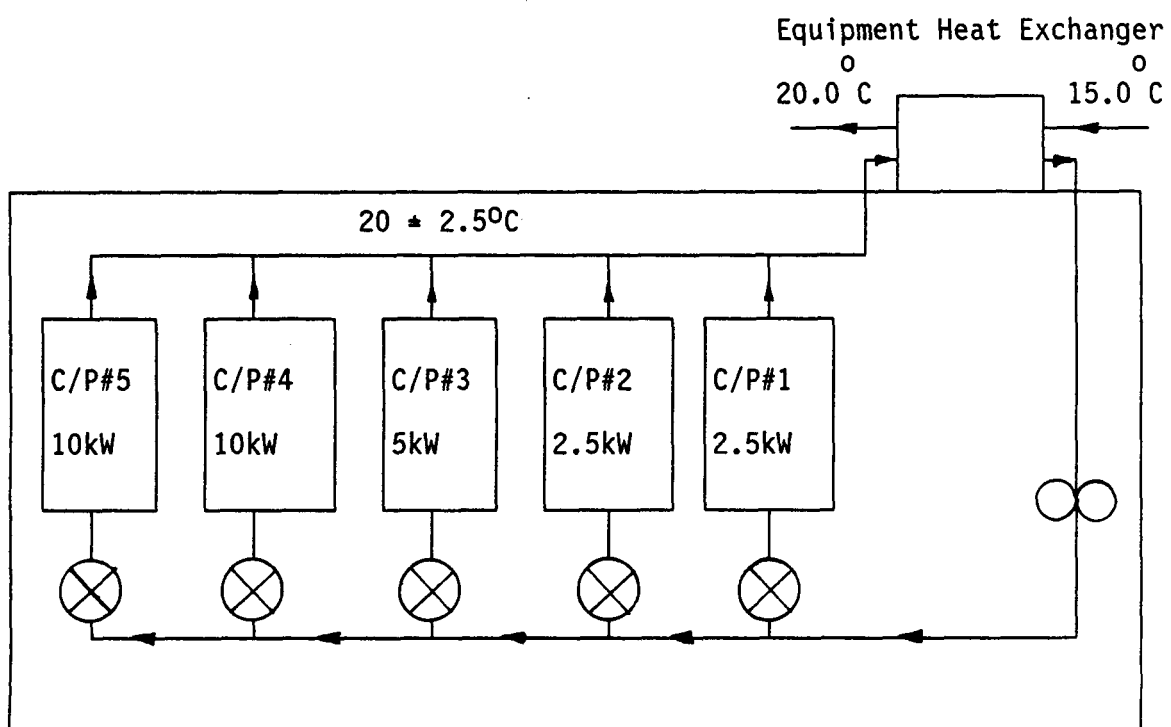 Equipment Heat Exchanger
o o
20.0 C 15.0 C
20 ± 2.5ºC
C/P#5 C/P#4 C/P#3 C/P#2 C/P#1
10kW 10kW 5kW 2.5kW 2.5kW